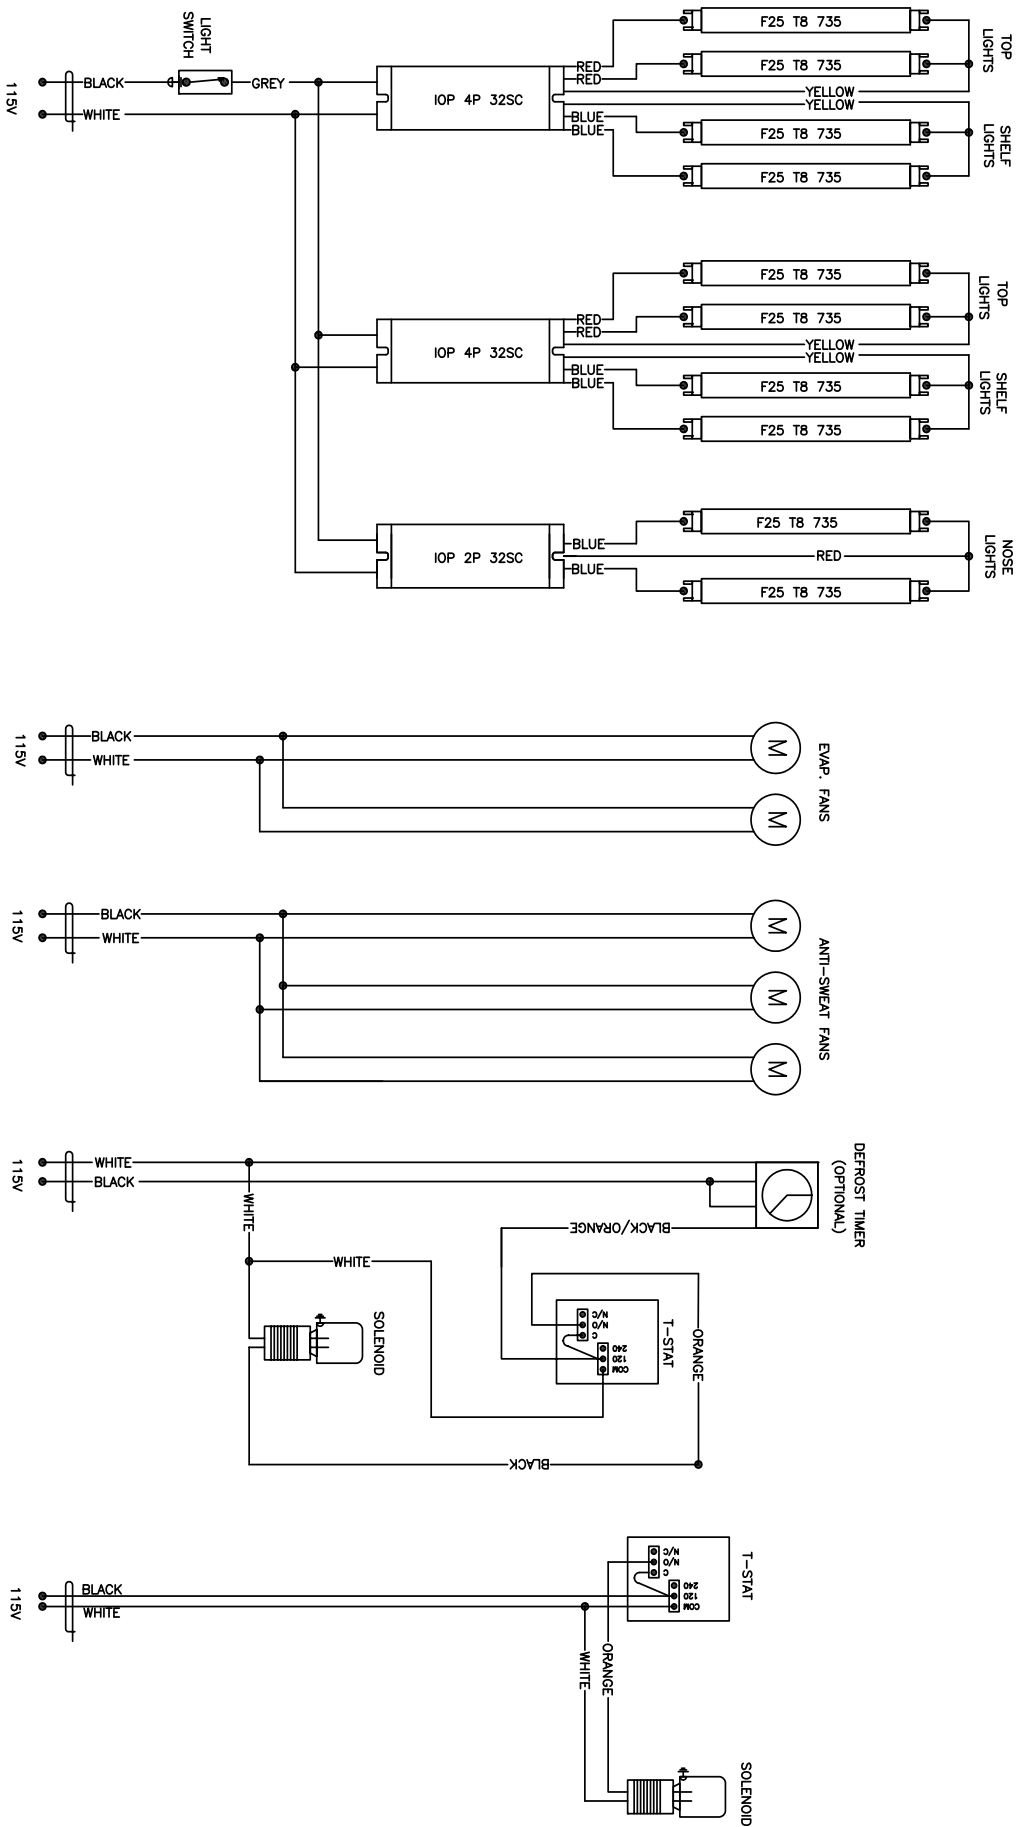 TOP
LIGHTS
F25 T8 735
F25 T8 735
LIGHT
SWITCH
RED
RED
115V
BLACK
GREY
IOP 4P 32SC
YELLOW
YELLOW
WHITE
BLUE
BLUE
SHELF
LIGHTS
F25 T8 735
F25 T8 735
TOP
LIGHTS
F25 T8 735
F25 T8 735
RED
RED
IOP 4P 32SC
YELLOW
YELLOW
BLUE
BLUE
SHELF
LIGHTS
F25 T8 735
F25 T8 735
NOSE
LIGHTS
F25 T8 735
BLUE
IOP 2P 32SC
RED
BLUE
F25 T8 735
115V
BLACK
WHITE
M
M
EVAP. FANS
115V
BLACK
WHITE
M
M
M
ANTI-SWEAT FANS
115V
WHITE
BLACK
DEFROST TIMER
(OPTIONAL)
WHITE
BLACK/ORANGE
WHITE
SOLENOID
T-STAT
N/C
N/O
C
240
120
COM
ORANGE
BLACK
T-STAT
N/C
N/O
C
240
120
COM
115V
BLACK
WHITE
WHITE
ORANGE
SOLENOID